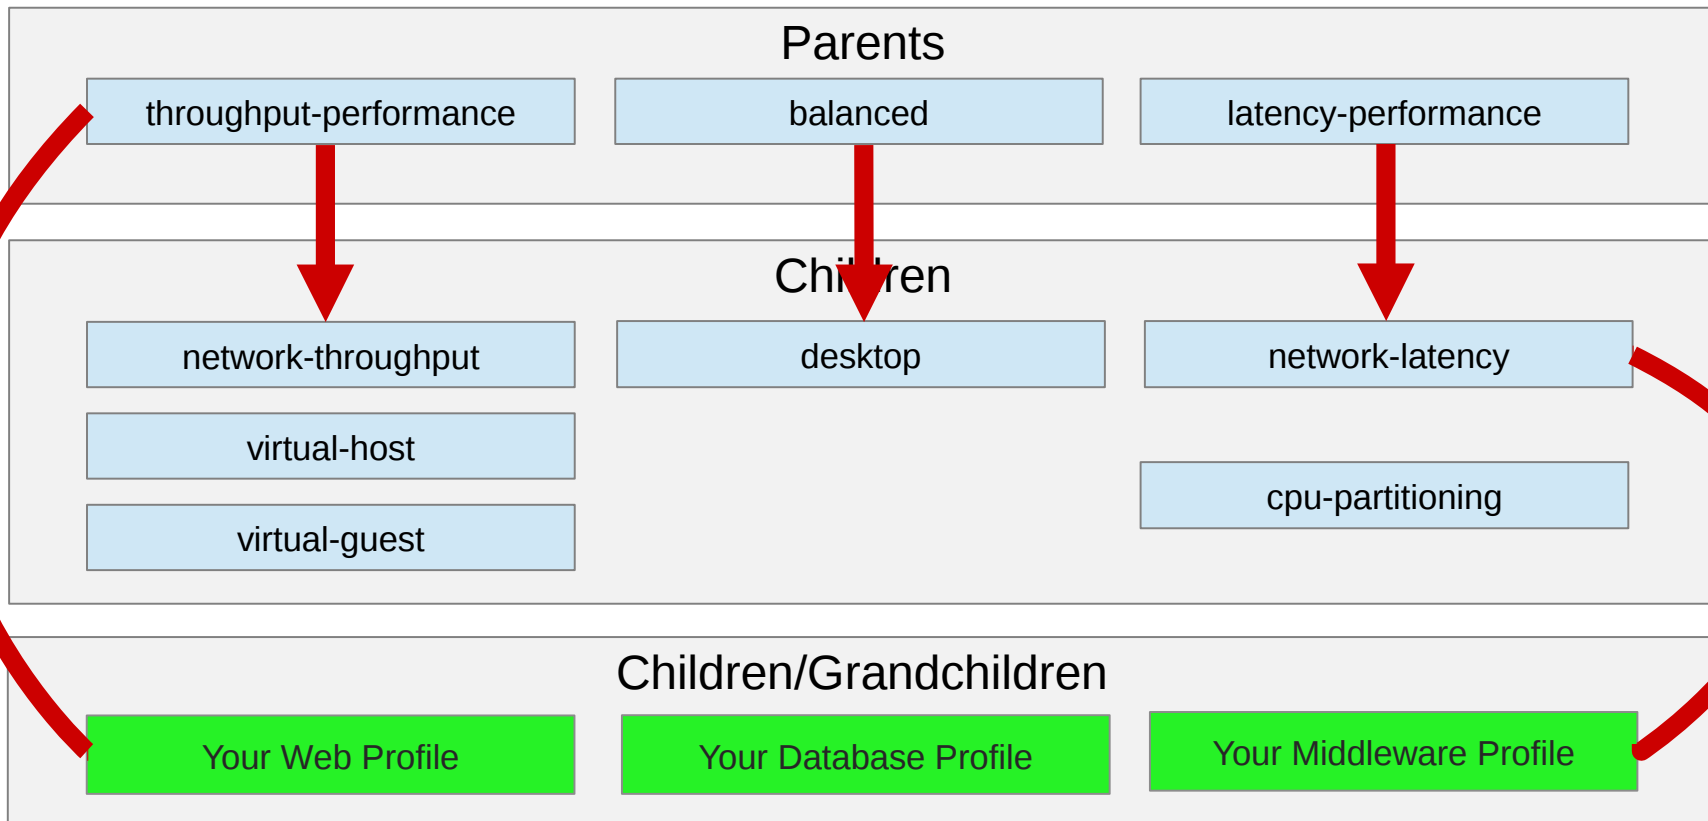 Parents
throughput-performance
balanced
latency-performance
Children
network-throughput
desktop
network-latency
virtual-host
cpu-partitioning
virtual-guest
Children/Grandchildren
Your Web Profile
Your Database Profile
Your Middleware Profile